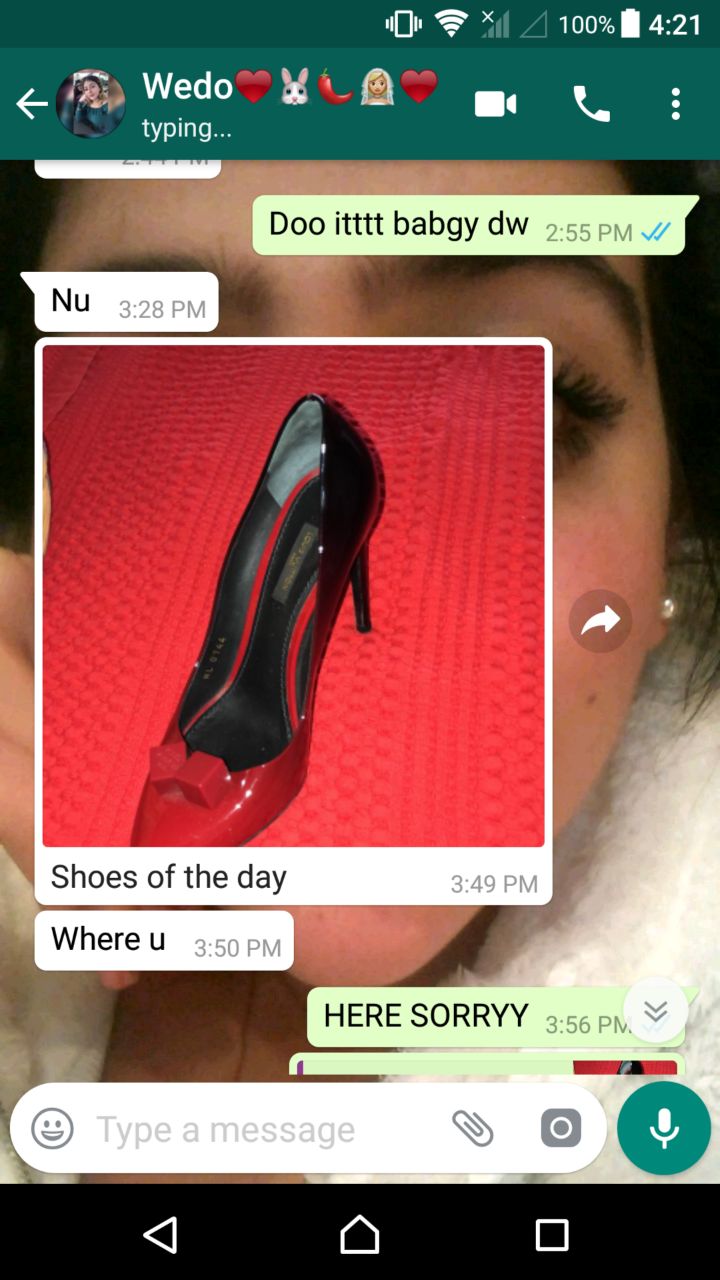 100% 4:21
Wedo❤️🐰🌶️👰🏼❤️
typing...
Doo itttt babgy dw 2:55 PM
Nu 3:28 PM
Shoes of the day 3:49 PM
Where u 3:50 PM
HERE SORRYY 3:56 PM
Type a message